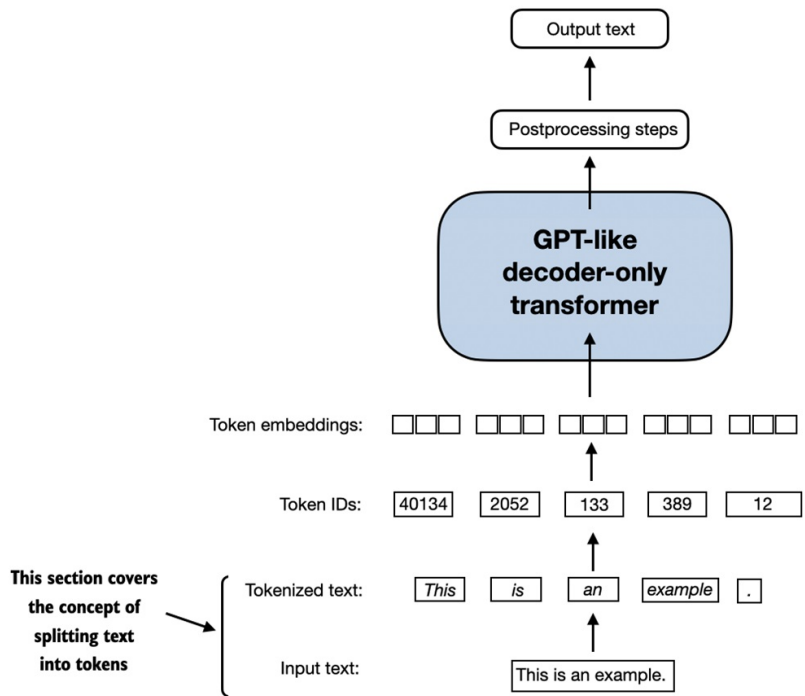 Output text
Postprocessing steps
GPT-like
decoder-only
transformer
Token embeddings:
Token IDs: 40134 2052 133 389 12
This section covers
the concept of
splitting text
into tokens
Tokenized text: This is an example .
Input text: This is an example.